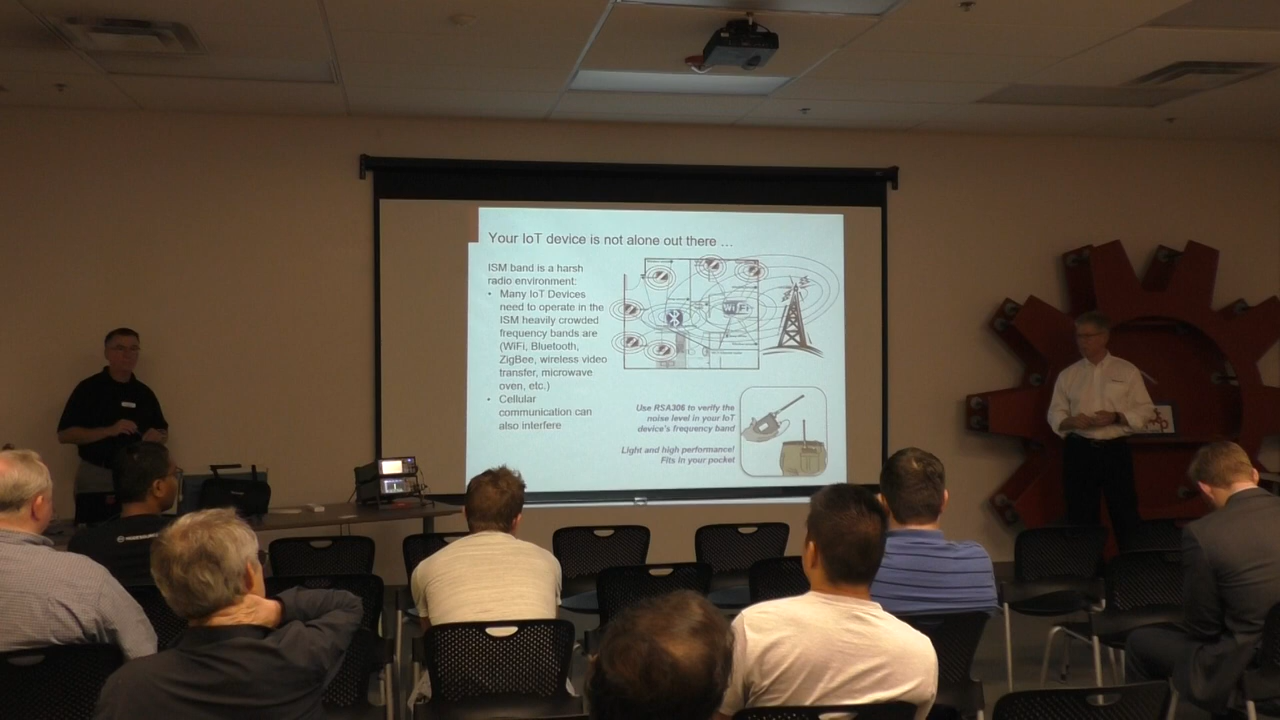 Your IoT device is not alone out there ...
ISM band is a harsh
radio environment:
• Many IoT Devices
need to operate in the
ISM heavily crowded
frequency bands are
(WiFi, Bluetooth,
ZigBee, wireless video
transfer, microwave
oven, etc.)
• Cellular
communication can
also interfere
WiFi
Use RSA306 to verify the
noise level in your IoT
device's frequency band
Light and high performance!
Fits in your pocket